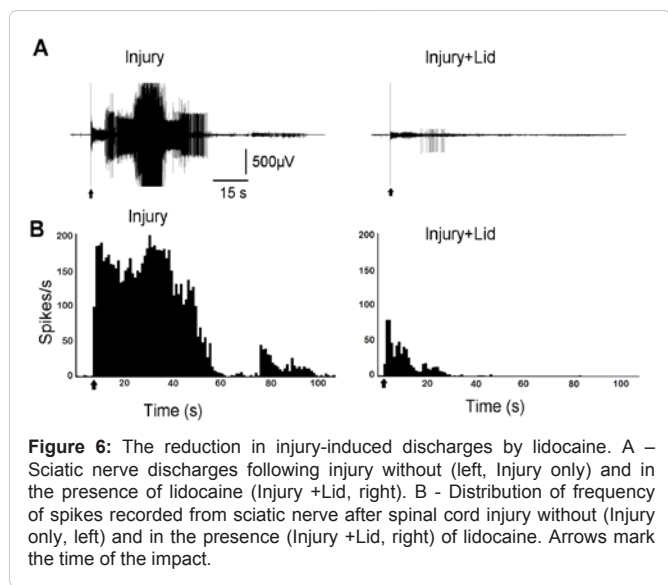 A
Injury
Injury+Lid
500µV
15 s
B
Injury
Injury+Lid
Spikes/s
200
150
100
50
0
20 40 60 80 100
Time (s)
200
150
100
50
0
20 40 60 80 100
Time (s)
Figure 6: The reduction in injury-induced discharges by lidocaine. A –
Sciatic nerve discharges following injury without (left, Injury only) and in
the presence of lidocaine (Injury +Lid, right). B - Distribution of frequency
of spikes recorded from sciatic nerve after spinal cord injury without (Injury
only, left) and in the presence (Injury +Lid, right) of lidocaine. Arrows mark
the time of the impact.